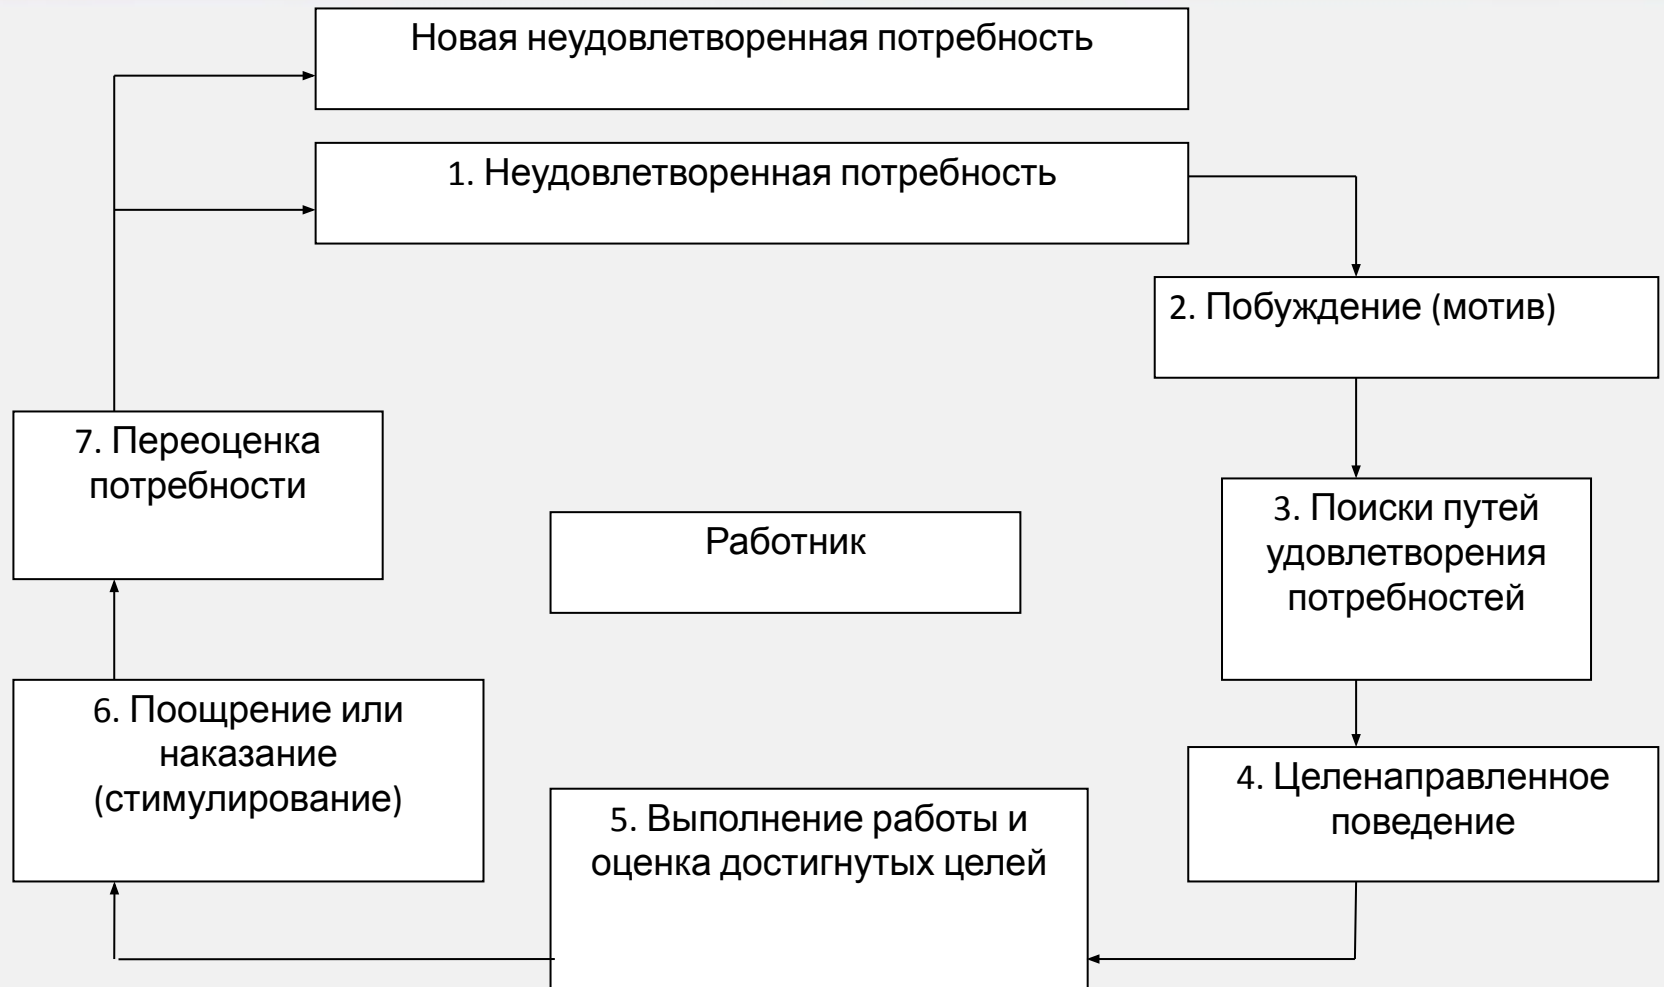 Новая неудовлетворенная потребность
1. Неудовлетворенная потребность
2. Побуждение (мотив)
3. Поиски путей
удовлетворения
потребностей
4. Целенаправленное
поведение
5. Выполнение работы и
оценка достигнутых целей
6. Поощрение или
наказание
(стимулирование)
7. Переоценка
потребности
Работник